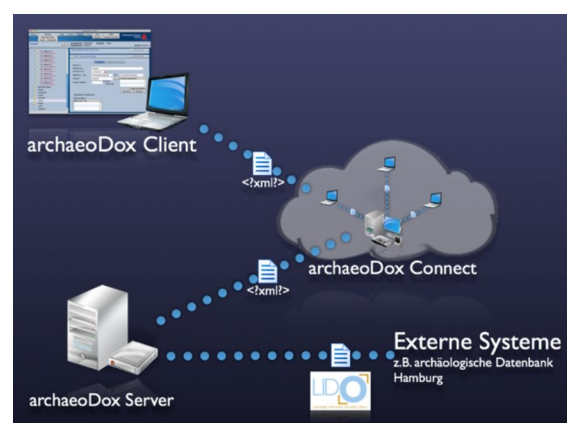 archaeoDox Client
<?xml?>
archaeoDox Connect
<?xml?>
Externe Systeme
z.B. archäologische Datenbank
Hamburg
LIDO
archaeoDox Server